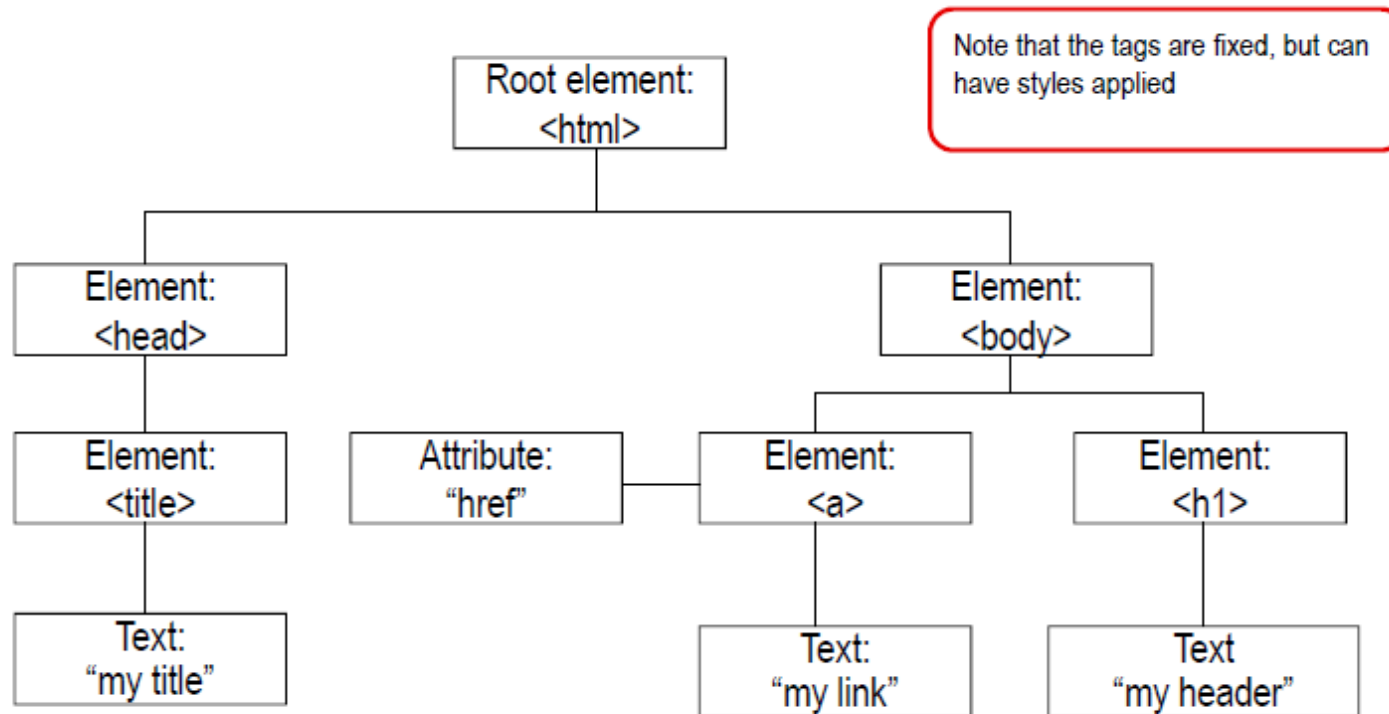 Note that the tags are fixed, but can
have styles applied
Root element:
<html>
Element:
<head>
Element:
<body>
Element:
<title>
Attribute:
“href”
Element:
<a>
Element:
<h1>
Text:
“my title”
Text:
“my link”
Text
“my header”